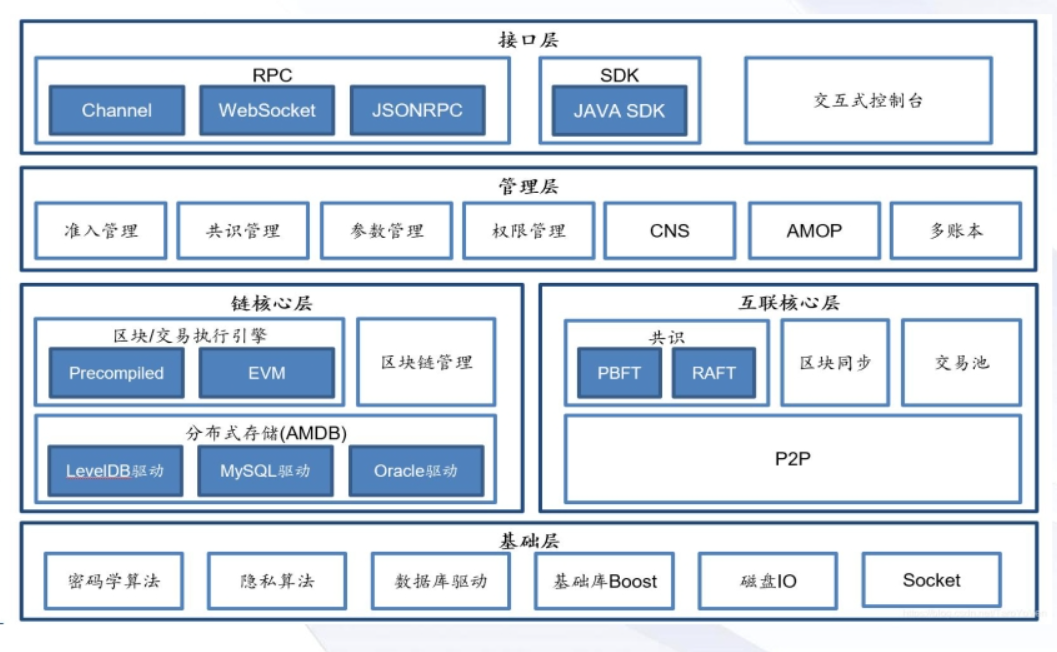 接口层
RPC
Channel
WebSocket
JSONRPC
SDK
JAVA SDK
交互式控制台
管理层
准入管理
共识管理
参数管理
权限管理
CNS
AMOP
多账本
链核心层
区块/交易执行引擎
Precompiled
EVM
区块链管理
分布式存储(AMDB)
LevelDB驱动
MySQL驱动
Oracle驱动
互联核心层
共识
PBFT
RAFT
区块同步
交易池
P2P
基础层
密码学算法
隐私算法
数据库驱动
基础库Boost
磁盘IO
Socket